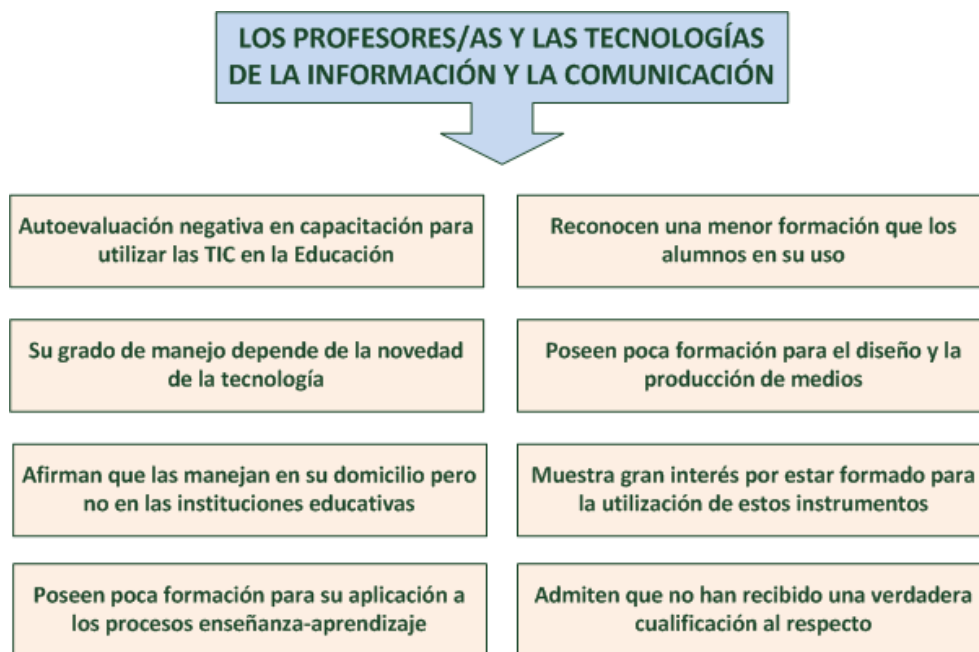 LOS PROFESORES/AS Y LAS TECNOLOGÍAS
DE LA INFORMACIÓN Y LA COMUNICACIÓN
Autoevaluación negativa en capacitación para
utilizar las TIC en la Educación
Reconocen una menor formación que los
alumnos en su uso
Su grado de manejo depende de la novedad
de la tecnología
Poseen poca formación para el diseño y la
producción de medios
Afirman que las manejan en su domicilio pero
no en las instituciones educativas
Muestra gran interés por estar formado para
la utilización de estos instrumentos
Poseen poca formación para su aplicación a
los procesos enseñanza-aprendizaje
Admiten que no han recibido una verdadera
cualificación al respecto